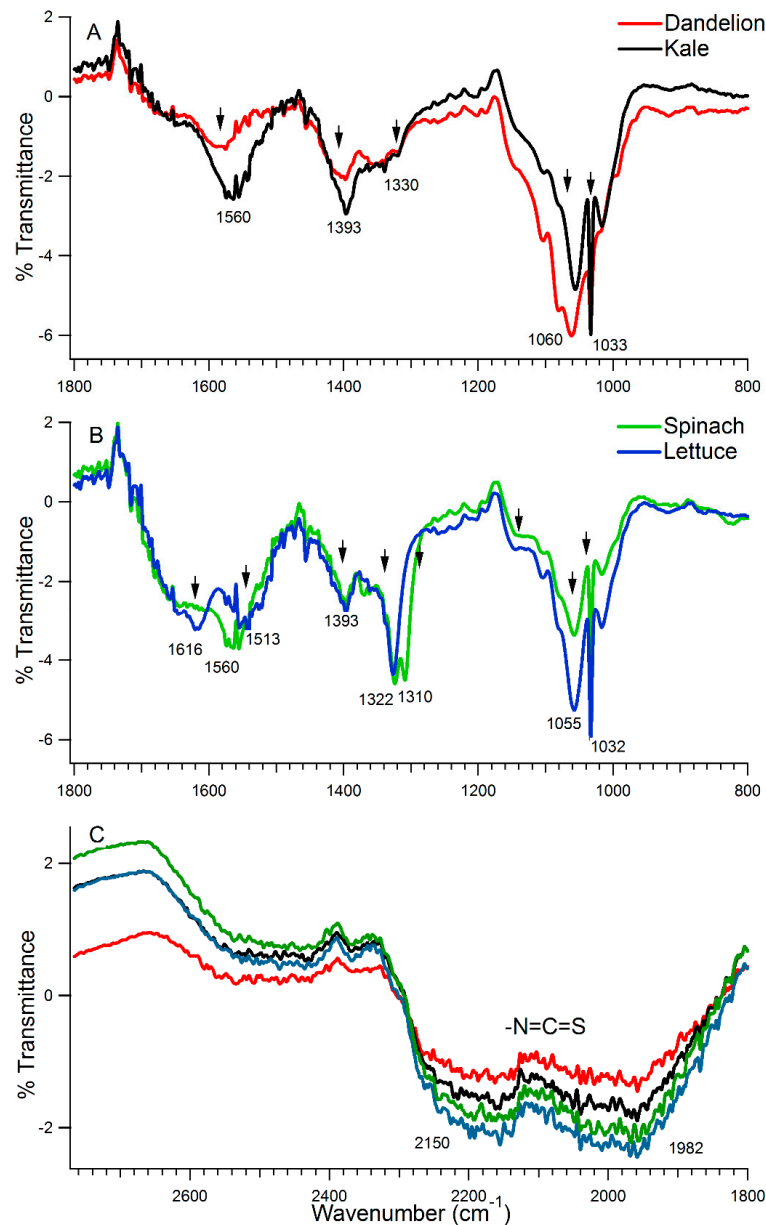 A
Dandelion
Kale
% Transmittance
2
0
-2
-4
-6
1560
1393
1330
1060
1033
1800 1600 1400 1200 1000 800
B
Spinach
Lettuce
% Transmittance
2
0
-2
-4
-6
1616
1560
1513
1393
1322 1310
1055
1032
1800 1600 1400 1200 1000 800
C
% Transmittance
2
0
-2
-N=C=S
2150
1982
2600 2400 2200 2000 1800
Wavenumber (cm-1)